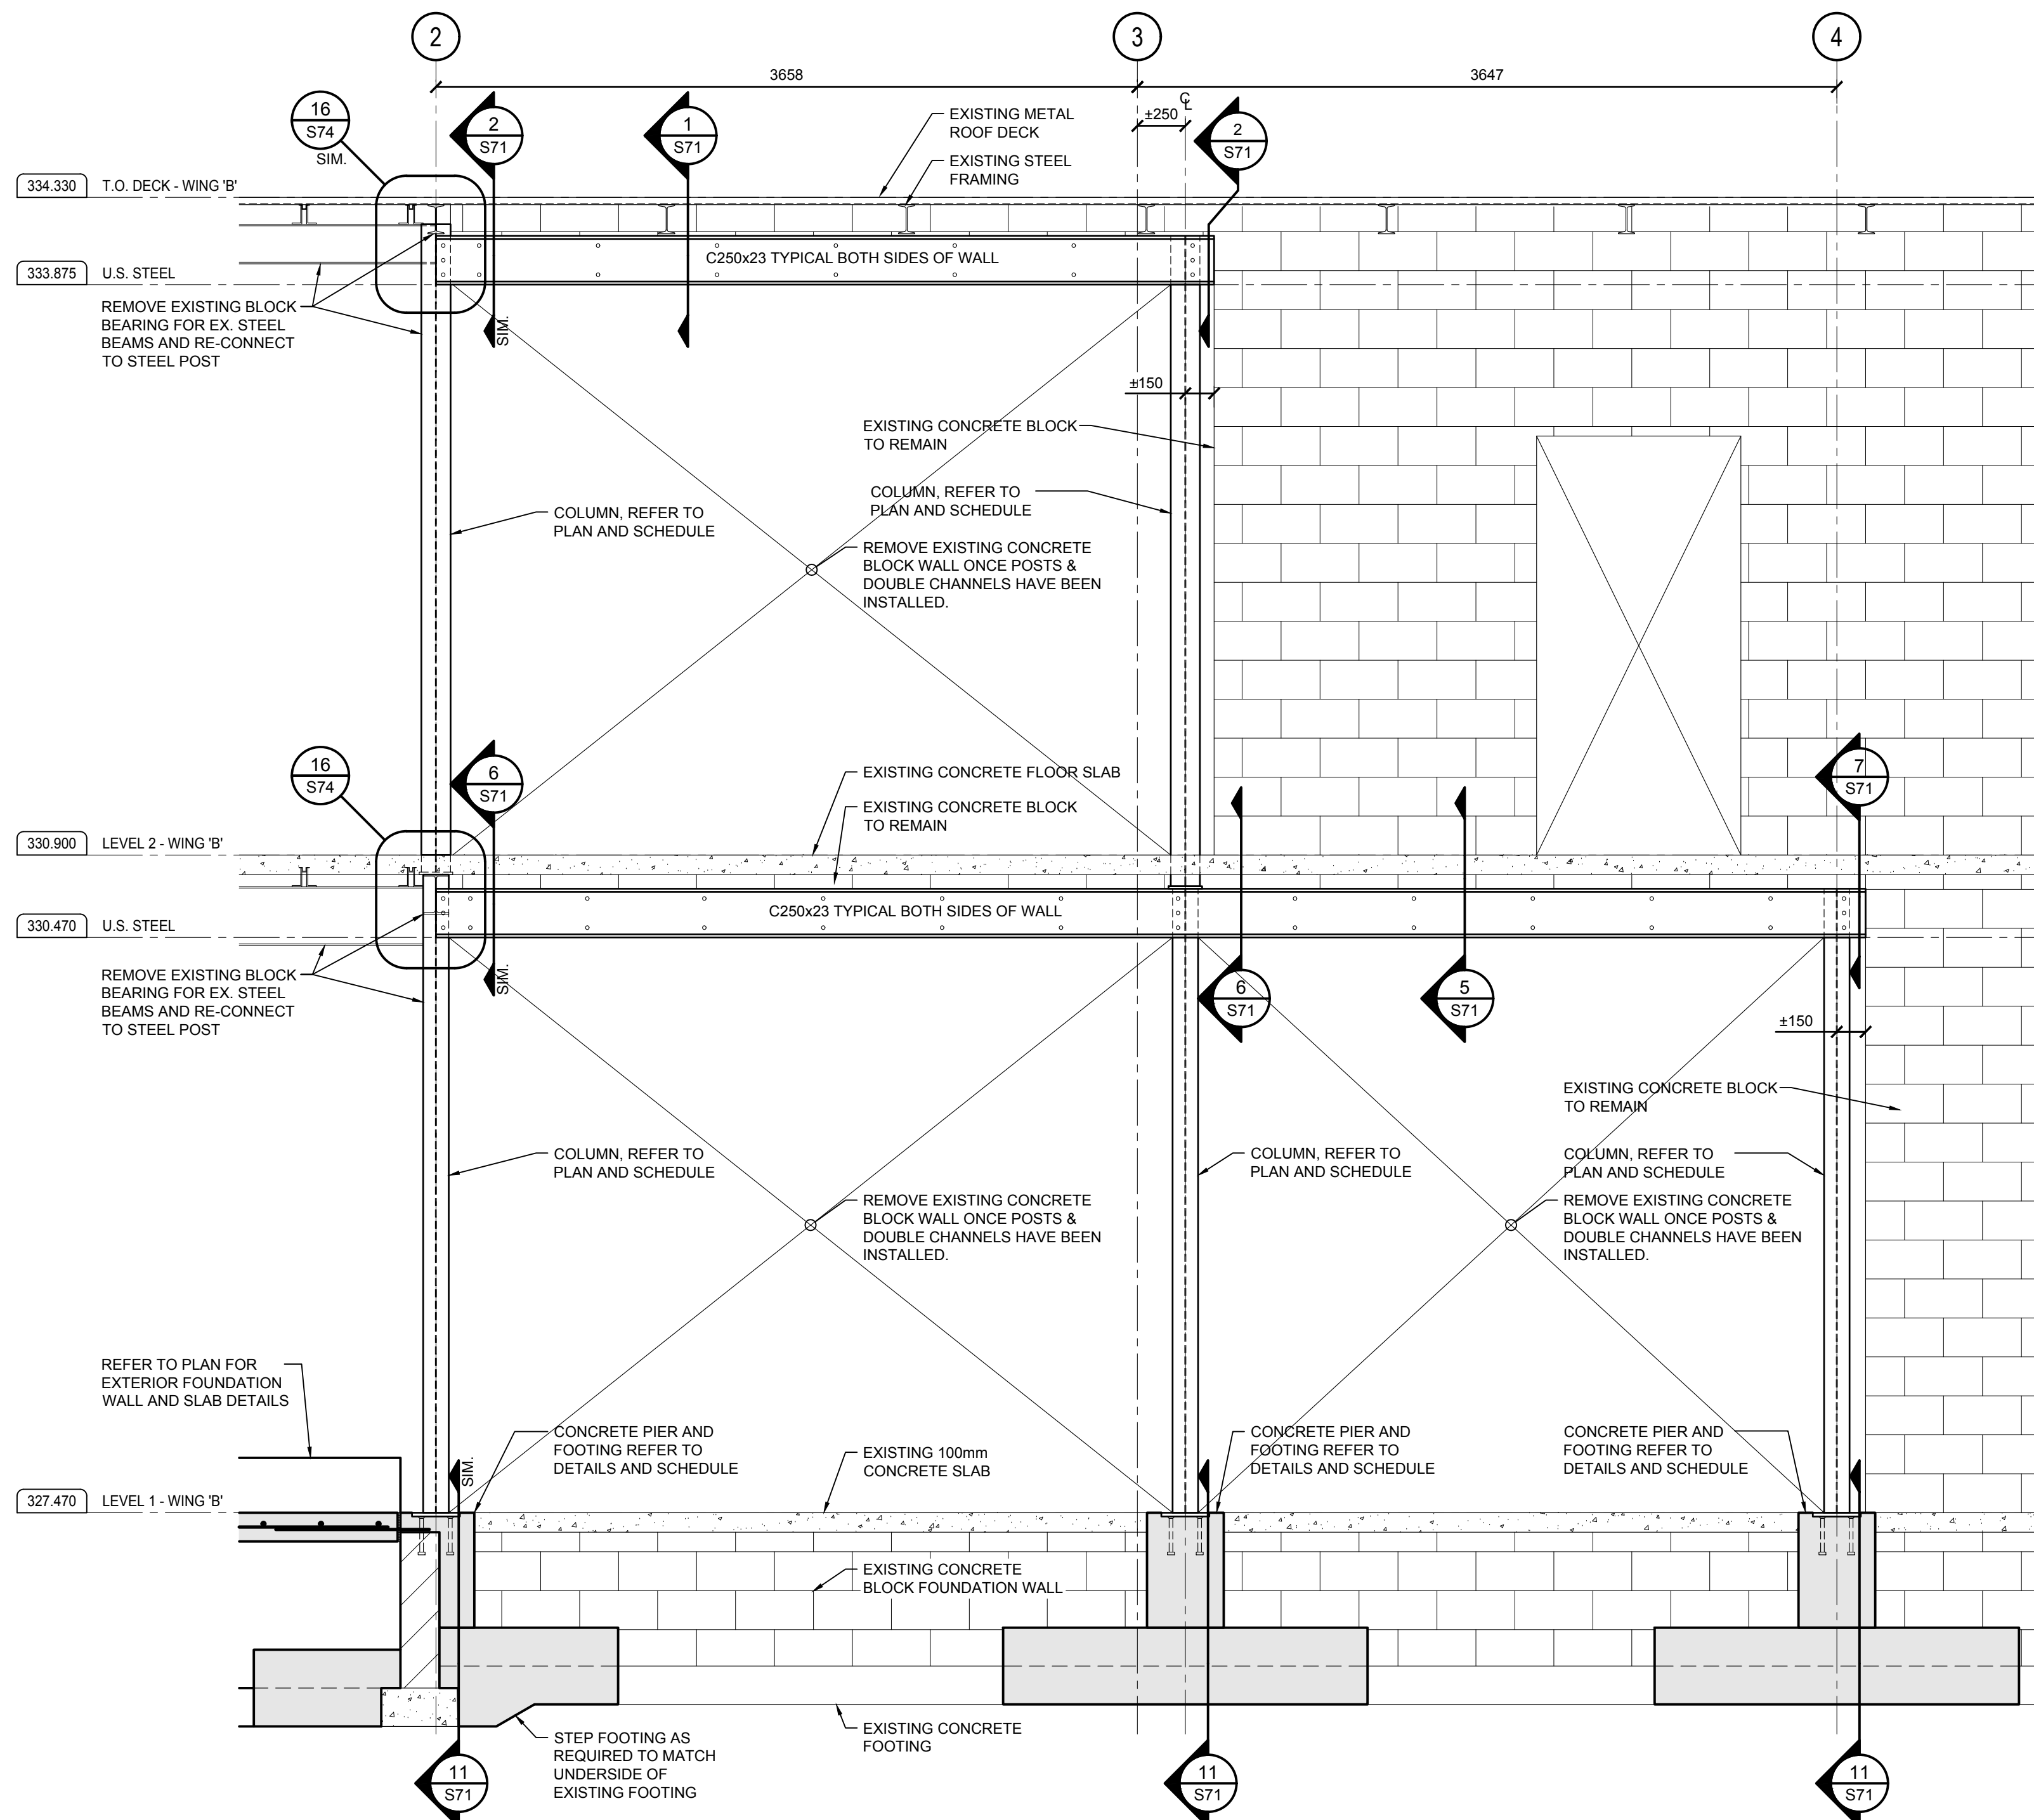 2
3
4
3658
3647
16
S74
SIM.
2
S71
1
S71
±250
CL
2
S71
EXISTING METAL
ROOF DECK
EXISTING STEEL
FRAMING
334.330
T.O. DECK - WING 'B'
C250x23 TYPICAL BOTH SIDES OF WALL
333.875
U.S. STEEL
REMOVE EXISTING BLOCK
BEARING FOR EX. STEEL
BEAMS AND RE-CONNECT
TO STEEL POST
SIM.
±150
EXISTING CONCRETE BLOCK
TO REMAIN
COLUMN, REFER TO
PLAN AND SCHEDULE
COLUMN, REFER TO
PLAN AND SCHEDULE
REMOVE EXISTING CONCRETE
BLOCK WALL ONCE POSTS &
DOUBLE CHANNELS HAVE BEEN
INSTALLED.
16
S74
6
S71
EXISTING CONCRETE FLOOR SLAB
EXISTING CONCRETE BLOCK
TO REMAIN
7
S71
330.900
LEVEL 2 - WING 'B'
C250x23 TYPICAL BOTH SIDES OF WALL
330.470
U.S. STEEL
REMOVE EXISTING BLOCK
BEARING FOR EX. STEEL
BEAMS AND RE-CONNECT
TO STEEL POST
SIM.
6
S71
5
S71
±150
EXISTING CONCRETE BLOCK
TO REMAIN
COLUMN, REFER TO
PLAN AND SCHEDULE
COLUMN, REFER TO
PLAN AND SCHEDULE
COLUMN, REFER TO
PLAN AND SCHEDULE
REMOVE EXISTING CONCRETE
BLOCK WALL ONCE POSTS &
DOUBLE CHANNELS HAVE BEEN
INSTALLED.
REMOVE EXISTING CONCRETE
BLOCK WALL ONCE POSTS &
DOUBLE CHANNELS HAVE BEEN
INSTALLED.
REFER TO PLAN FOR
EXTERIOR FOUNDATION
WALL AND SLAB DETAILS
CONCRETE PIER AND
FOOTING REFER TO
DETAILS AND SCHEDULE
SIM.
EXISTING 100mm
CONCRETE SLAB
CONCRETE PIER AND
FOOTING REFER TO
DETAILS AND SCHEDULE
CONCRETE PIER AND
FOOTING REFER TO
DETAILS AND SCHEDULE
327.470
LEVEL 1 - WING 'B'
EXISTING CONCRETE
BLOCK FOUNDATION WALL
STEP FOOTING AS
REQUIRED TO MATCH
UNDERSIDE OF
EXISTING FOOTING
EXISTING CONCRETE
FOOTING
11
S71
11
S71
11
S71